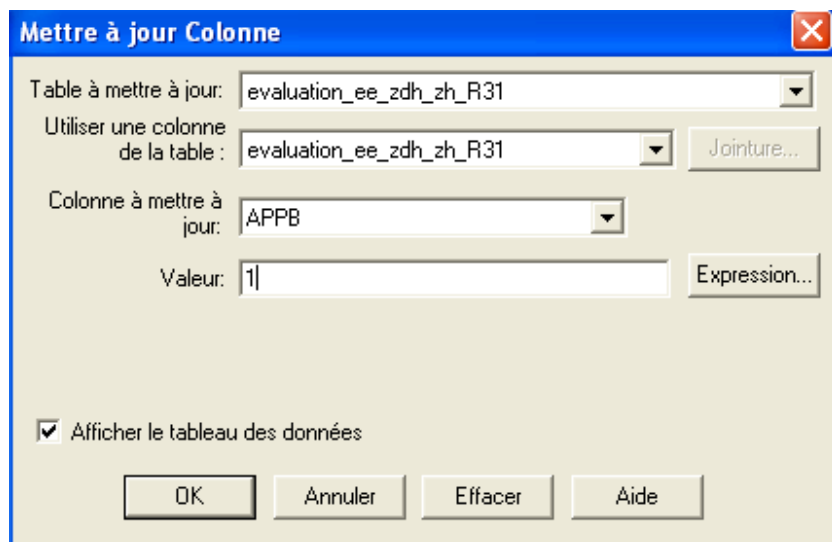 Mettre à jour Colonne
Table à mettre à jour: evaluation_ee_zdh_zh_R31
Utiliser une colonne
de la table : evaluation_ee_zdh_zh_R31 Jointure...
Colonne à mettre à
jour: APPB
Valeur: 1 Expression...
Afficher le tableau des données
OK Annuler Effacer Aide